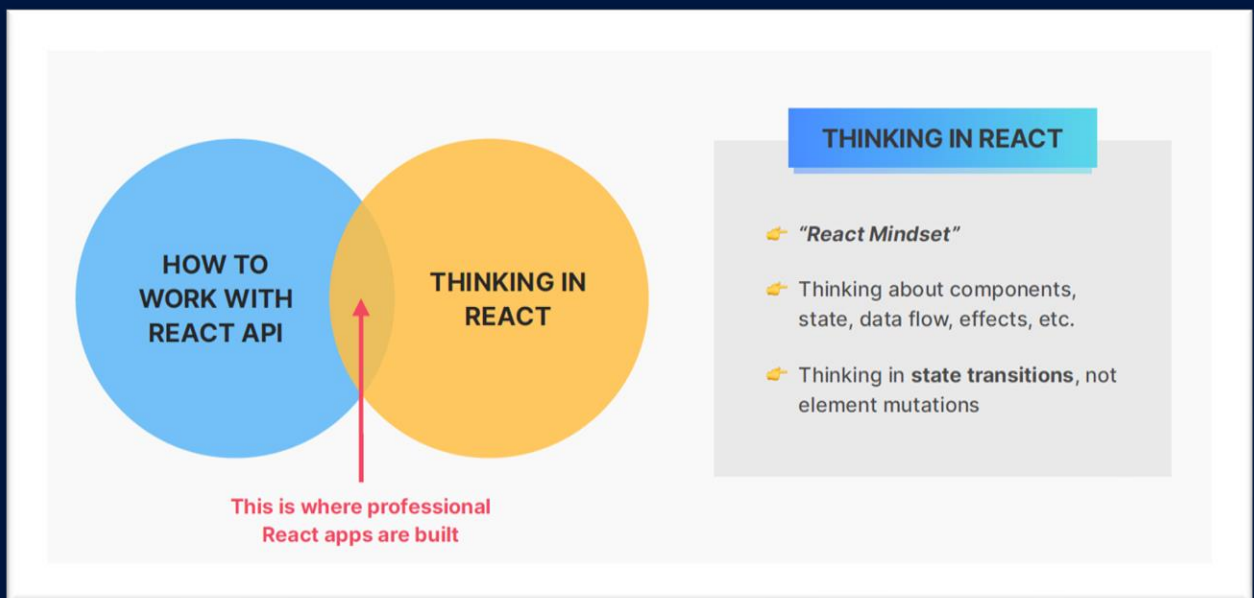 HOW TO
WORK WITH
REACT API
THINKING IN
REACT
This is where professional
React apps are built
THINKING IN REACT
👉 “React Mindset”
👉 Thinking about components,
state, data flow, effects, etc.
👉 Thinking in state transitions, not
element mutations